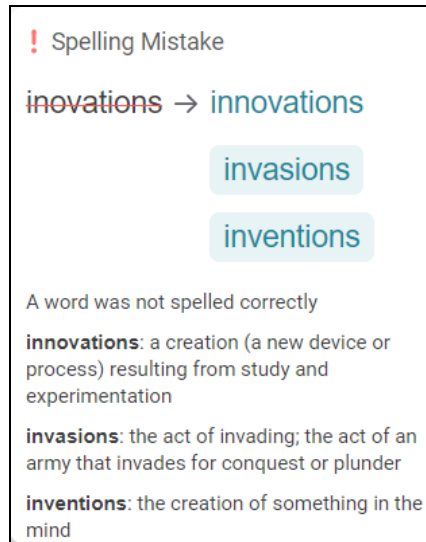 ! Spelling Mistake
inovations → innovations
invasions
inventions
A word was not spelled correctly
innovations: a creation (a new device or
process) resulting from study and
experimentation
invasions: the act of invading; the act of an
army that invades for conquest or plunder
inventions: the creation of something in the
mind